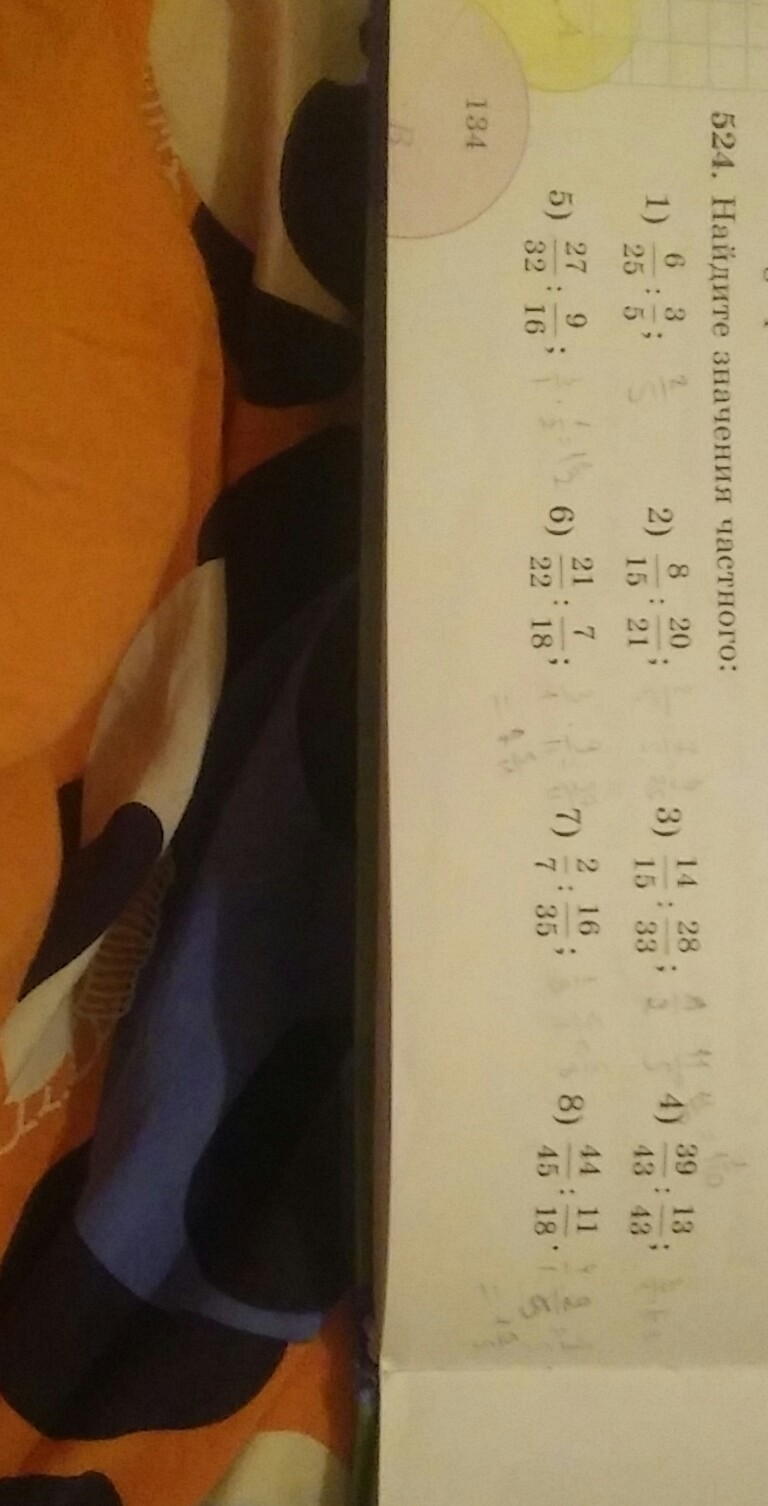 524. Найдите значения частного:
1) 6/25 : 3/5; 2) 8/15 : 20/21; 3) 14/15 : 28/33; 4) 39/43 : 13/43;
5) 27/32 : 9/16; 6) 21/22 : 7/18; 7) 2/7 : 16/35; 8) 44/45 : 11/18.
134